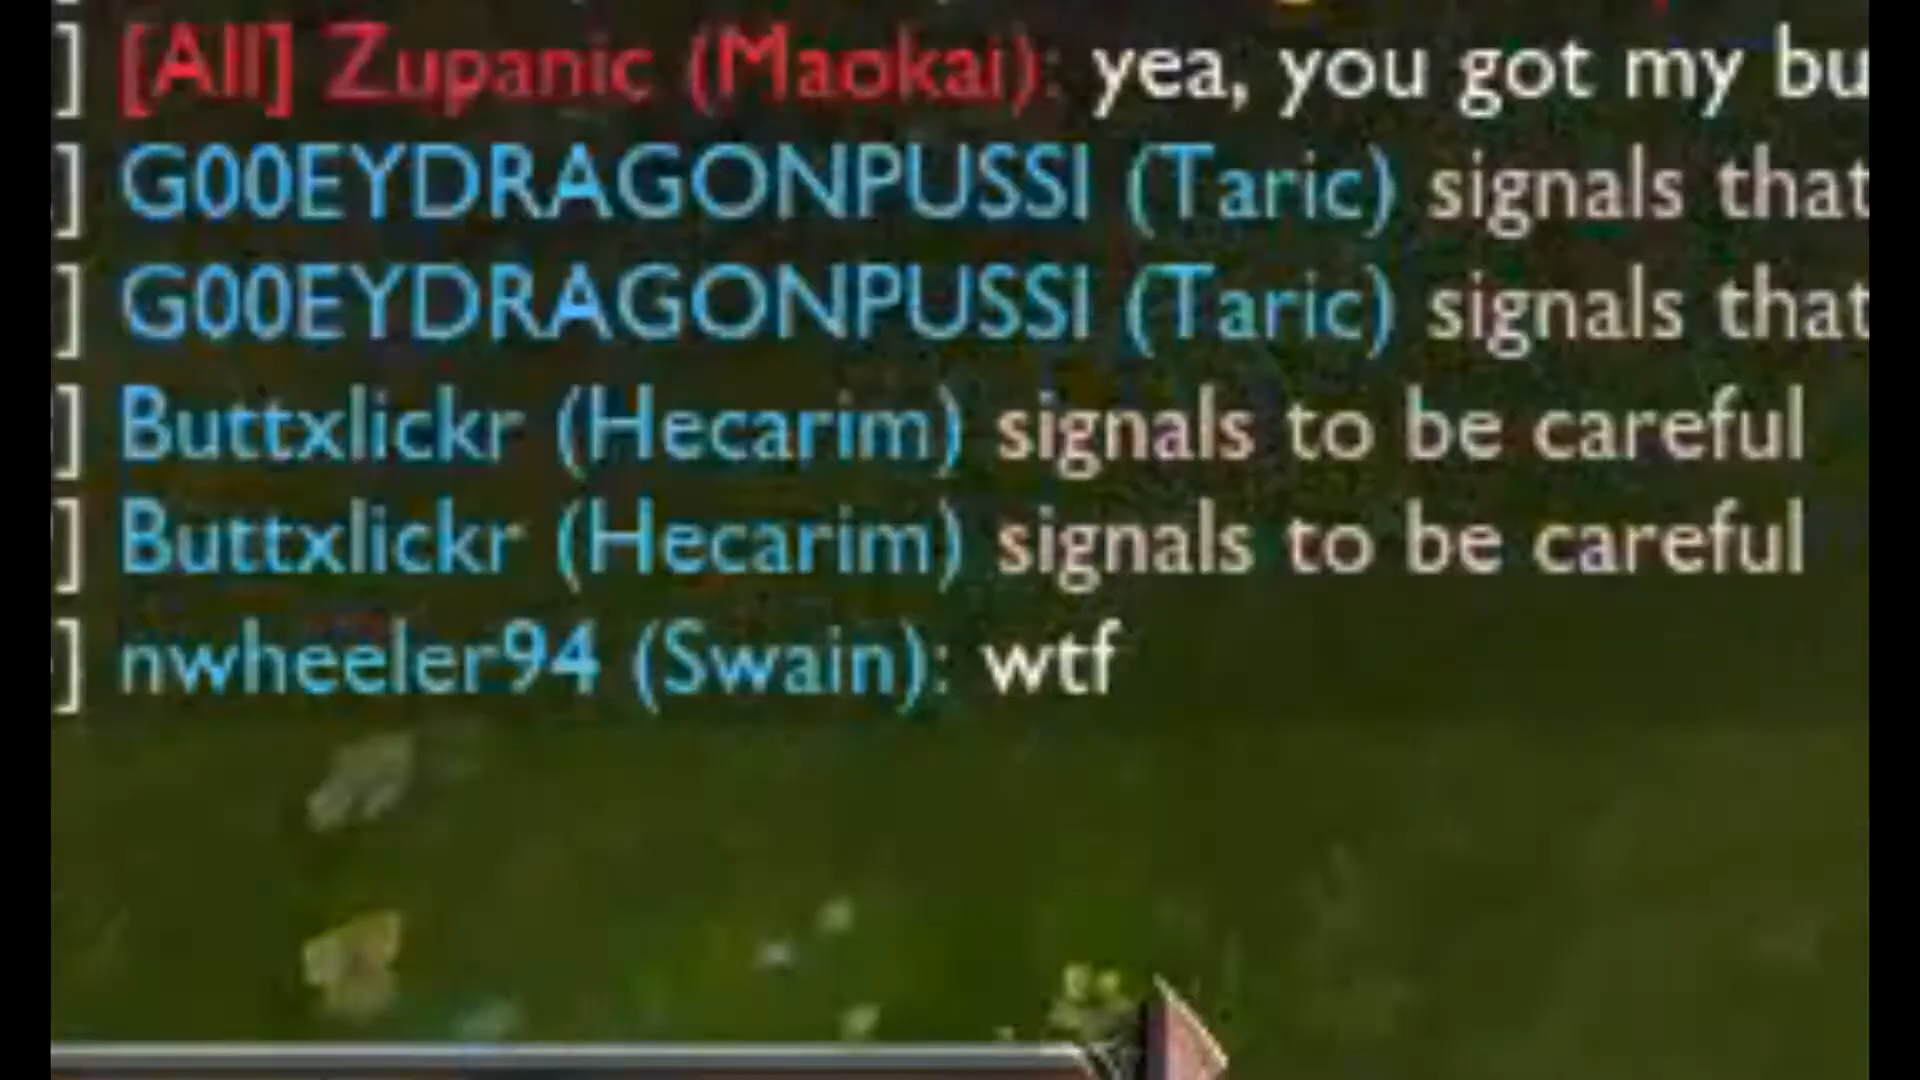 ] [All] Zupanic (Maokai): yea, you got my bu
] G00EYDRAGONPUSSI (Taric) signals that
] G00EYDRAGONPUSSI (Taric) signals that
] Buttxlickr (Hecarim) signals to be careful
] Buttxlickr (Hecarim) signals to be careful
] nwheeler94 (Swain): wtf